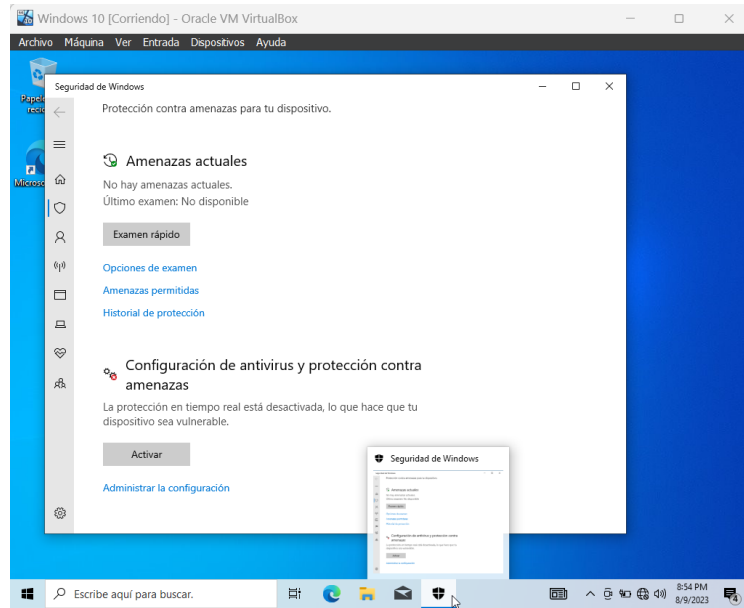 Windows 10 [Corriendo] - Oracle VM VirtualBox
Archivo Máquina Ver Entrada Dispositivos Ayuda
Seguridad de Windows
Protección contra amenazas para tu dispositivo.
Amenazas actuales
No hay amenazas actuales.
Último examen: No disponible
Examen rápido
Opciones de examen
Amenazas permitidas
Historial de protección
Configuración de antivirus y protección contra
amenazas
La protección en tiempo real está desactivada, lo que hace que tu
dispositivo sea vulnerable.
Activar
Administrar la configuración
Seguridad de Windows
Escribe aquí para buscar.
8:54 PM
8/9/2023
4